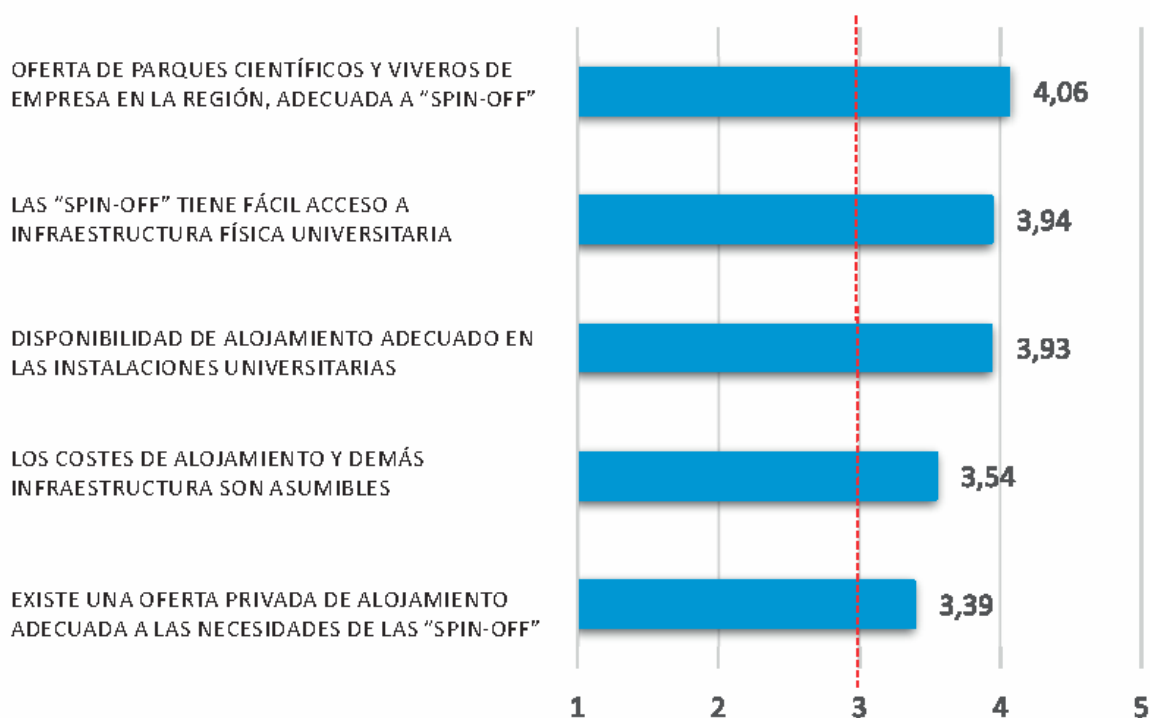 OFERTA DE PARQUES CIENTÍFICOS Y VIVEROS DE
EMPRESA EN LA REGIÓN, ADECUADA A “SPIN-OFF”
4,06
LAS “SPIN-OFF” TIENE FÁCIL ACCESO A
INFRAESTRUCTURA FÍSICA UNIVERSITARIA
3,94
DISPONIBILIDAD DE ALOJAMIENTO ADECUADO EN
LAS INSTALACIONES UNIVERSITARIAS
3,93
LOS COSTES DE ALOJAMIENTO Y DEMÁS
INFRAESTRUCTURA SON ASUMIBLES
3,54
EXISTE UNA OFERTA PRIVADA DE ALOJAMIENTO
ADECUADA A LAS NECESIDADES DE LAS “SPIN-OFF”
3,39
1 2 3 4 5